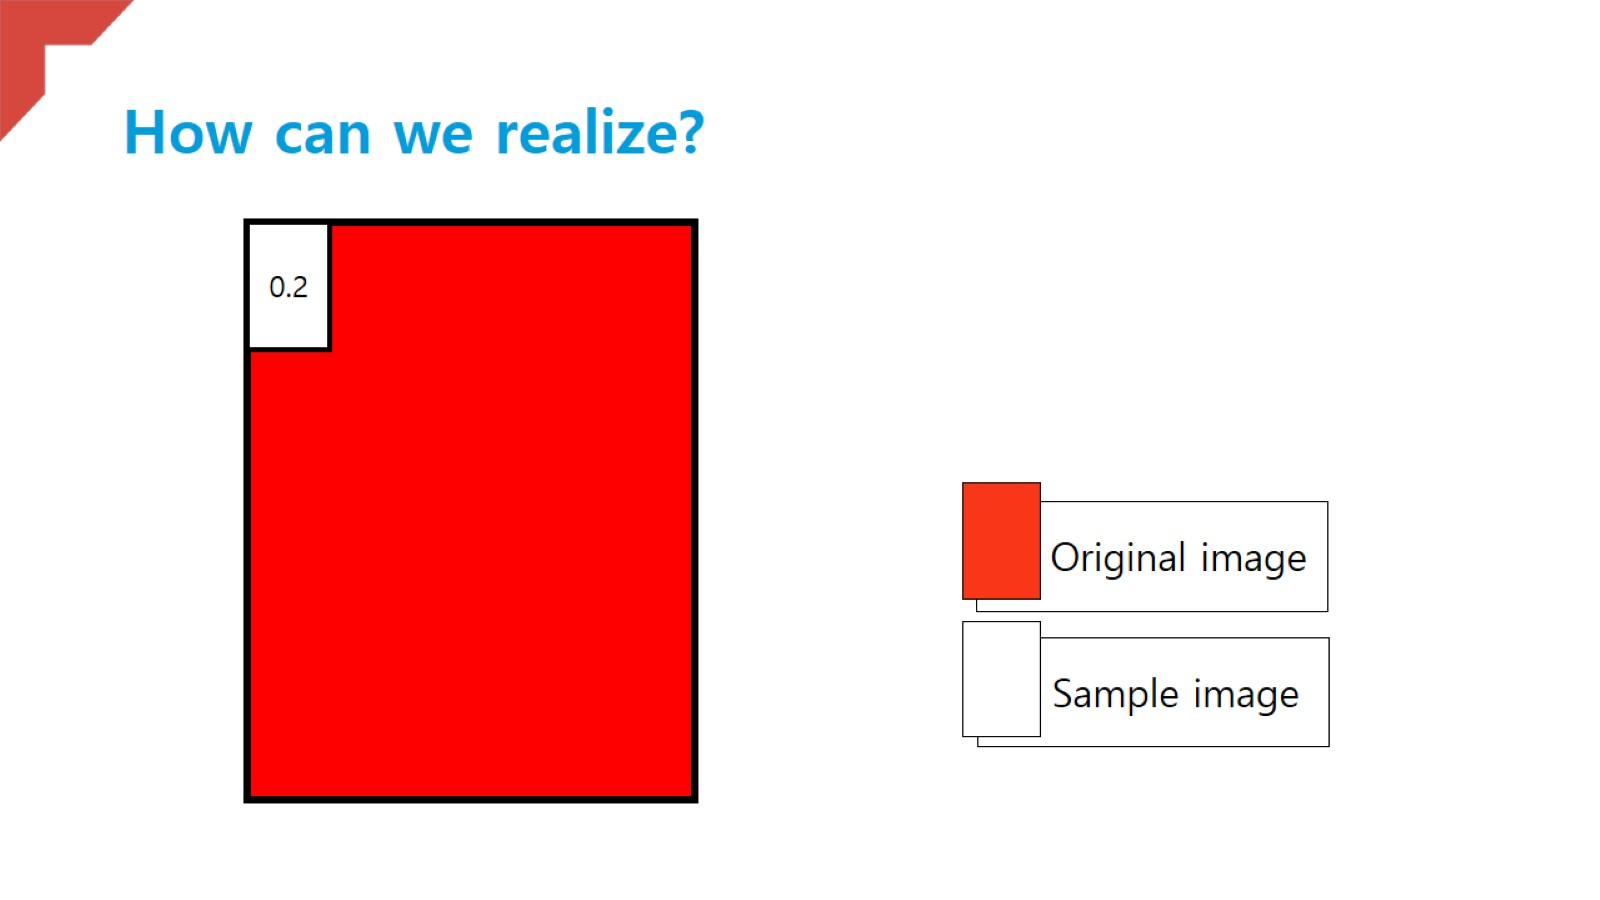 How can we realize?
0.2
Original image
Sample image